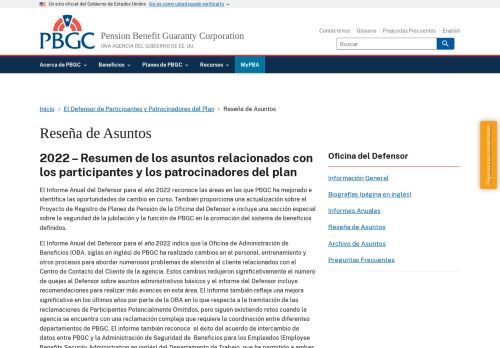 Un sitio oficial del Gobierno de Estados Unidos Así es como usted puede verificarlo
Contáctenos Glosario Preguntas Frecuentes English
PBGC
Pension Benefit Guaranty Corporation
UNA AGENCIA DEL GOBIERNO DE EE. UU
Buscar
Acerca de PBGC Beneficios Planes de PBGC Recursos MyPBA
Inicio › El Defensor de Participantes y Patrocinadores del Plan › Reseña de Asuntos
Reseña de Asuntos
2022 – Resumen de los asuntos relacionados con
los participantes y los patrocinadores del plan
El Informe Anual del Defensor para el año 2022 reconoce las áreas en las que PBGC ha mejorado e
identifica las oportunidades de cambio en curso. También proporciona una actualización sobre el
Proyecto de Registro de Planes de Pensión de la Oficina del Defensor e incluye una sección especial
sobre la seguridad de la jubilación y la función de PBGC en la promoción del sistema de beneficios
definidos.
El Informe Anual del Defensor para el año 2022 indica que la Oficina de Administración de
Beneficios (OBA, siglas en inglés) de PBGC ha realizado cambios en el personal, entrenamiento y
otros procesos para abordar numerosos problemas de atención al cliente relacionados con el
Centro de Contacto del Cliente de la agencia. Estos cambios redujeron significativamente el número
de quejas al Defensor sobre asuntos administrativos básicos y el informe del Defensor incluye
recomendaciones para realizar más avances en esta área. El Informe también refleja una mejora
significativa en los últimos años por parte de la OBA en lo que respecta a la tramitación de las
reclamaciones de Participantes Potencialmente Omitidos, pero siguen existiendo retos cuando la
agencia se encuentra con una reclamación compleja que requiere la coordinación entre diferentes
departamentos de PBGC. El informe también reconoce el éxito del acuerdo de intercambio de
datos entre PBGC y la Administración de Seguridad de Beneficios para los Empleados (Employee
Benefits Security Administration en inglés) del Departamento de Trabajo, que ha permitido a ambas
Oficina del Defensor
Información General
Biografías (página en inglés)
Informes Anuales
Reseña de Asuntos
Archivo de Asuntos
Preguntas Frecuentes